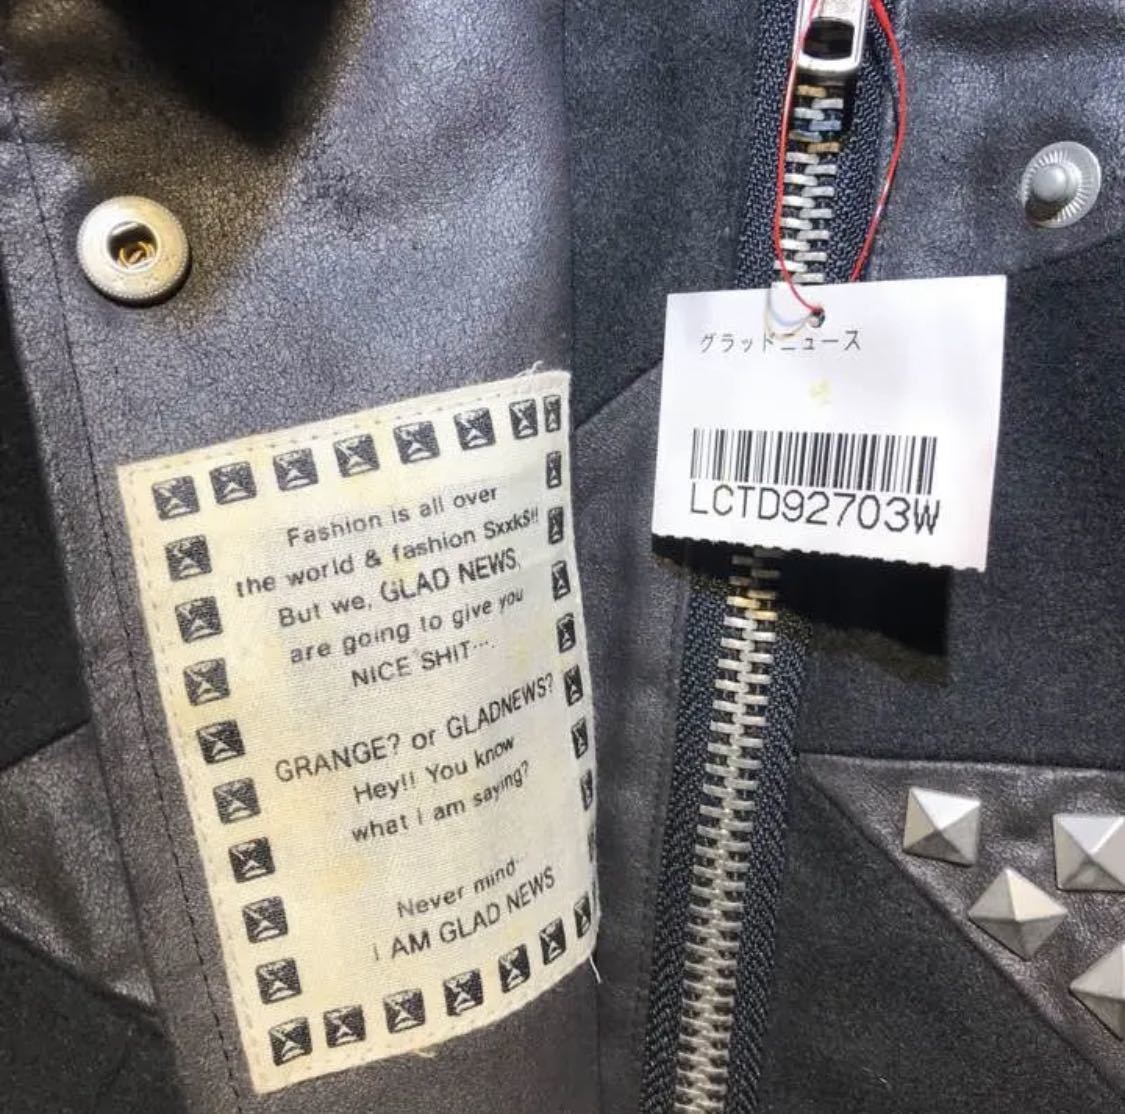 Fashion is all over
the world & fashion SxxkS!!
But we, GLAD NEWS,
are going to give you
NICE SHIT....
GRANGE? or GLADNEWS?
Hey!! You know
what i am saying?
Never mind..
i AM GLAD NEWS
グラッドニュース
LCTD92703W